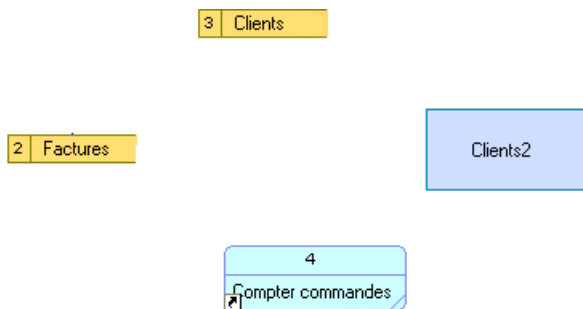 3 Clients
2 Factures
Clients2
4
Compter commandes